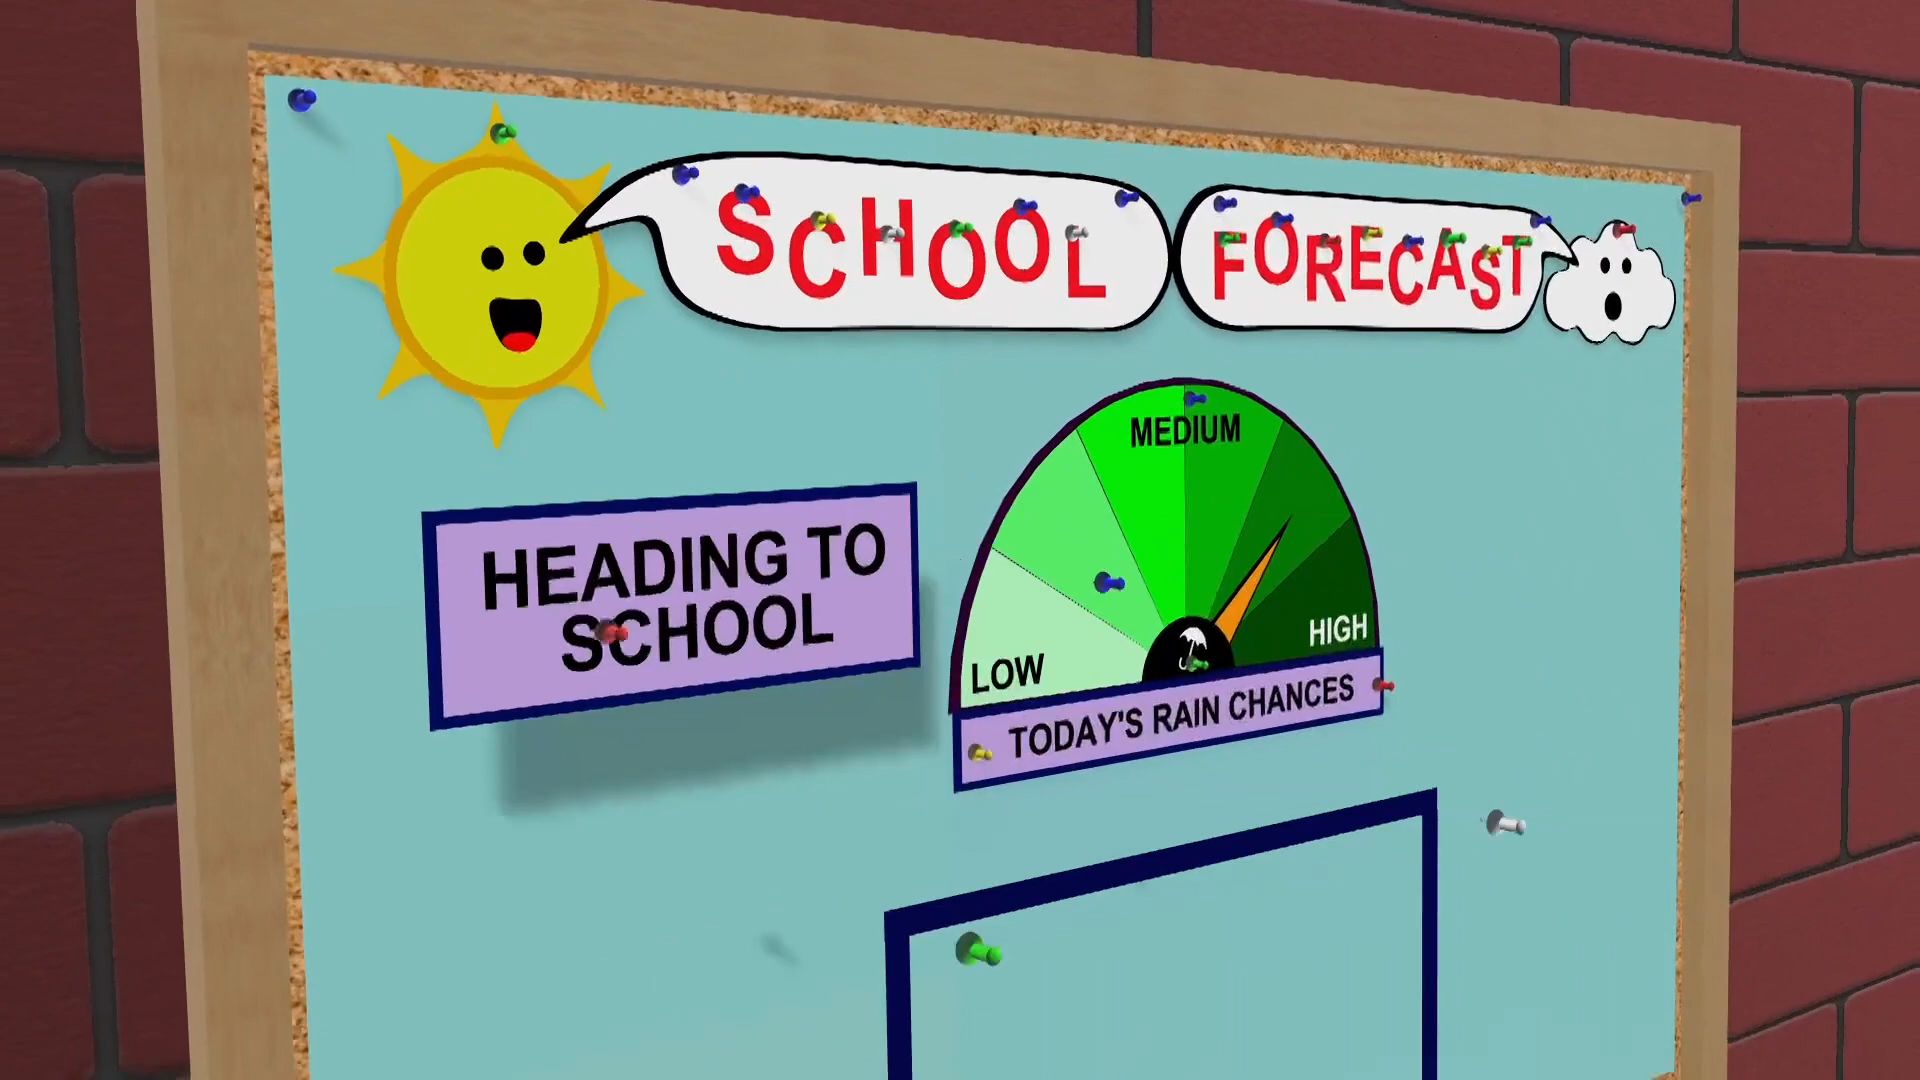 SCHOOL FORECAST
MEDIUM
HEADING TO
SCHOOL
LOW
HIGH
TODAY'S RAIN CHANCES